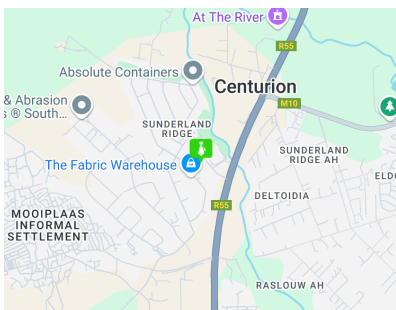 At The River
R55
Absolute Containers
Centurion
& Abrasion
s ® South...
M10
SUNDERLAND
RIDGE
SUNDERLAND
RIDGE AH
The Fabric Warehouse
ELDO
DELTOIDIA
R55
MOOIPLAAS
INFORMAL
SETTLEMENT
RASLOUW AH